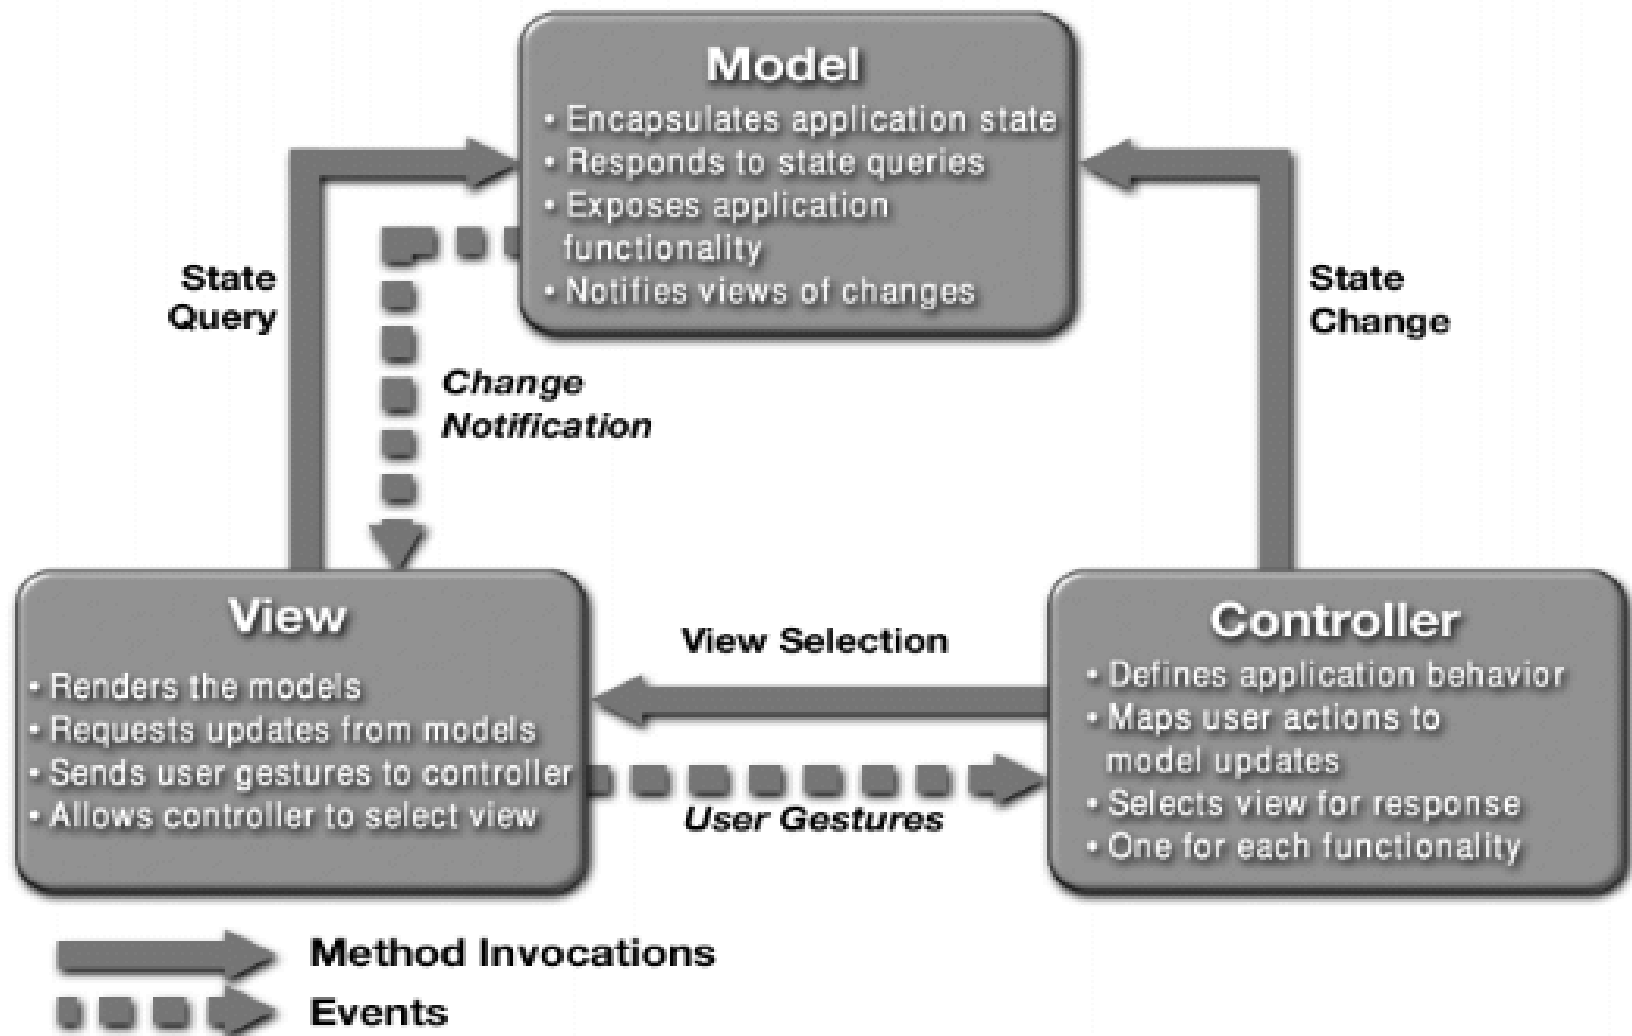 Model
• Encapsulates application state
• Responds to state queries
• Exposes application
functionality
• Notifies views of changes
State
Query
State
Change
Change
Notification
View
• Renders the models
• Requests updates from models
• Sends user gestures to controller
• Allows controller to select view
View Selection
User Gestures
Controller
• Defines application behavior
• Maps user actions to
model updates
• Selects view for response
• One for each functionality
Method Invocations
Events